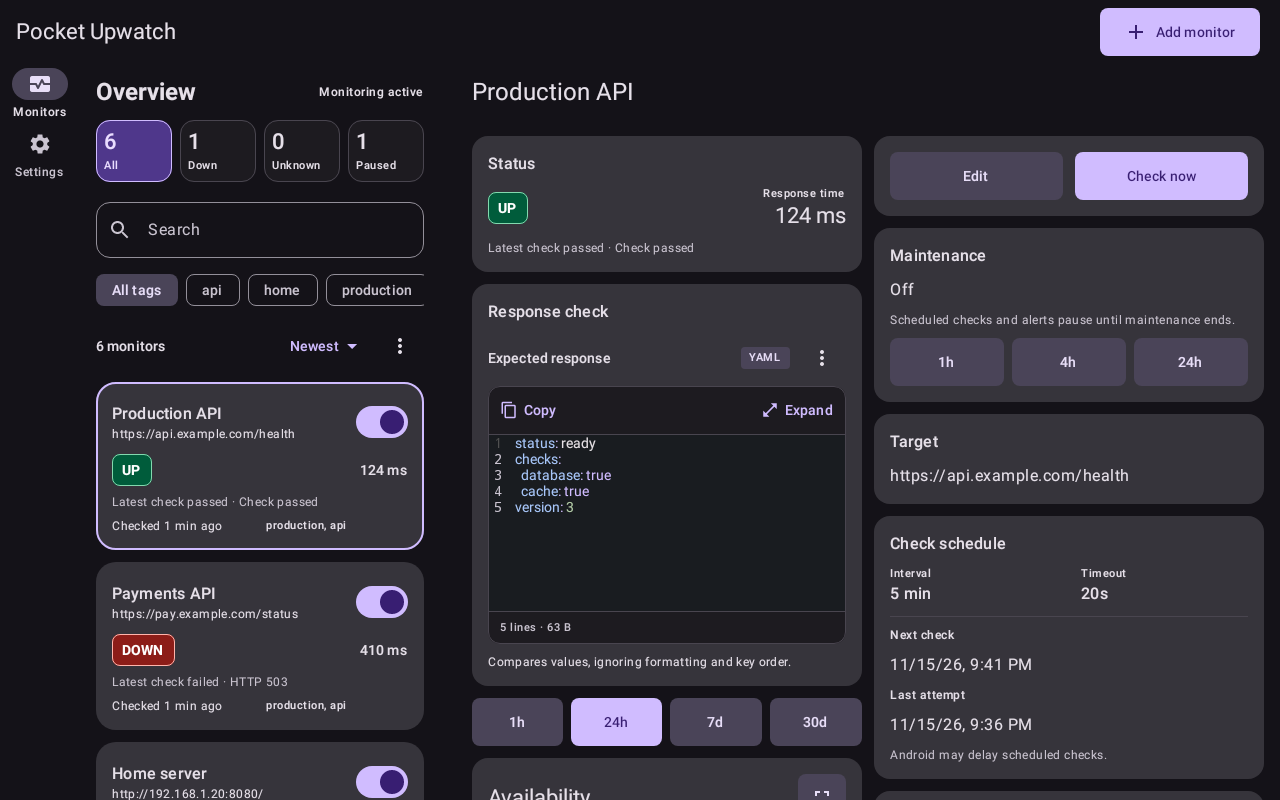 Pocket Upwatch
Add monitor
Monitors
Settings
Overview
Monitoring active
6
All
1
Down
0
Unknown
1
Paused
Search
All tags
api
home
production
6 monitors
Newest
Production API
https://api.example.com/health
UP
124 ms
Latest check passed · Check passed
Checked 1 min ago
production, api
Payments API
https://pay.example.com/status
DOWN
410 ms
Latest check failed · HTTP 503
Checked 1 min ago
production, api
Home server
http://192.168.1.20:8080/
Production API
Status
UP
Response time
124 ms
Latest check passed · Check passed
Response check
Expected response
YAML
Copy
Expand
1 status: ready
2 checks:
3 database: true
4 cache: true
5 version: 3
5 lines · 63 B
Compares values, ignoring formatting and key order.
1h
24h
7d
30d
Availability
Edit
Check now
Maintenance
Off
Scheduled checks and alerts pause until maintenance ends.
1h
4h
24h
Target
https://api.example.com/health
Check schedule
Interval
5 min
Timeout
20s
Next check
11/15/26, 9:41 PM
Last attempt
11/15/26, 9:36 PM
Android may delay scheduled checks.